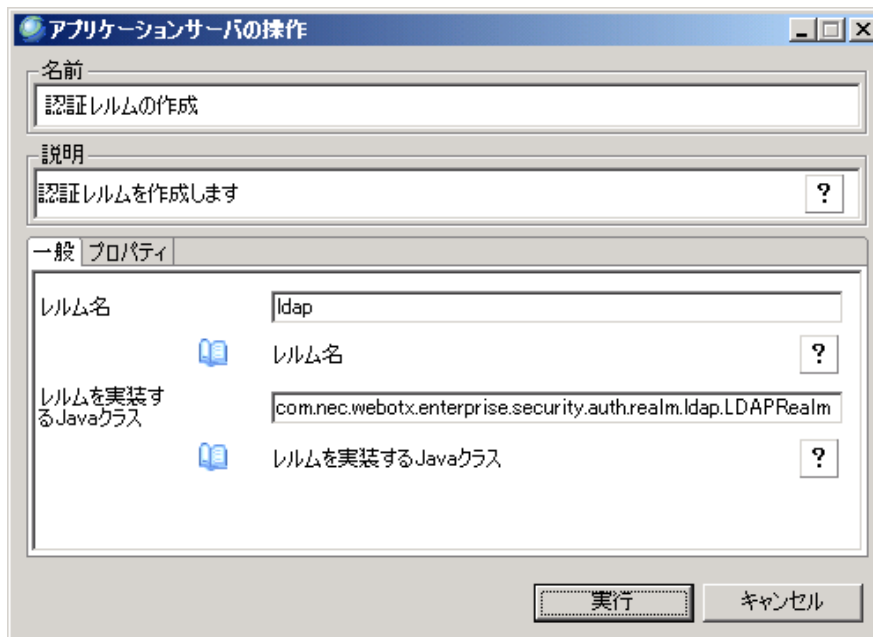 アプリケーションサーバの操作
名前
認証レルムの作成
説明
認証レルムを作成します
?
一般 プロパティ
レルム名 ldap
レルム名 ?
レルムを実装す
るJavaクラス
com.nec.webotx.enterprise.security.auth.realm.ldap.LDAPRealm
レルムを実装するJavaクラス ?
実行 キャンセル